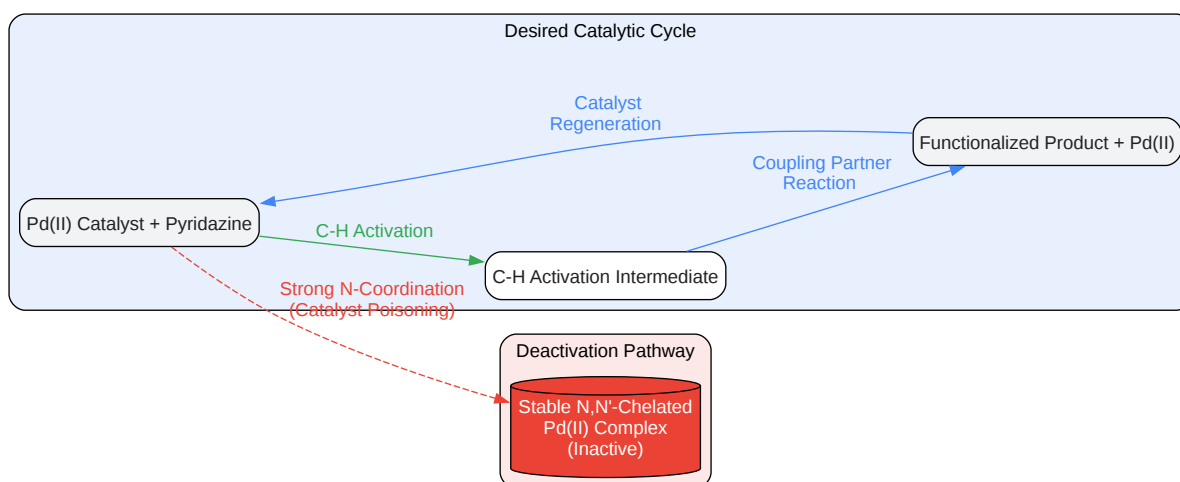 Desired Catalytic Cycle
Catalyst
Regeneration
Functionalized Product + Pd(II)
Coupling Partner
Reaction
Pd(II) Catalyst + Pyridazine
C-H Activation
C-H Activation Intermediate
Strong N-Coordination
(Catalyst Poisoning)
Deactivation Pathway
Stable N,N'-Chelated
Pd(II) Complex
(Inactive)